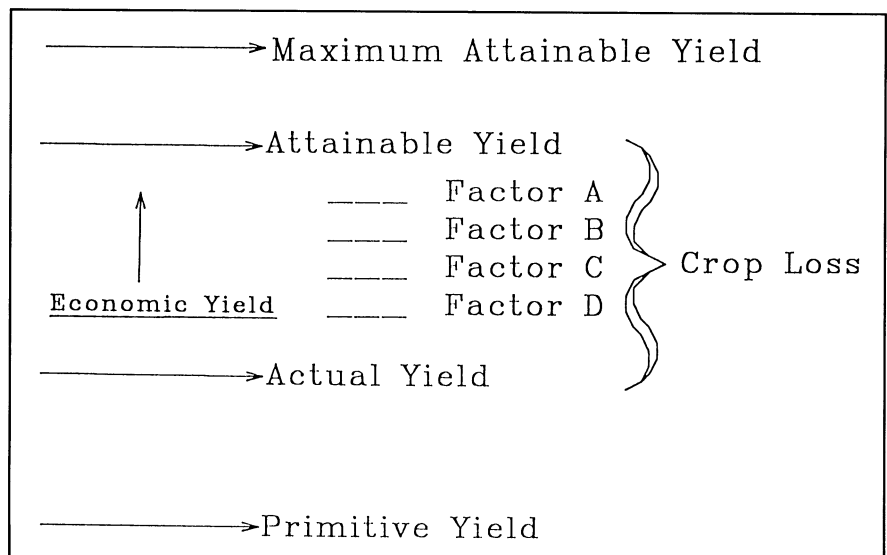 Maximum Attainable Yield
Attainable Yield
Factor A
Factor B
Factor C
Crop Loss
Economic Yield
Factor D
Actual Yield
Primitive Yield